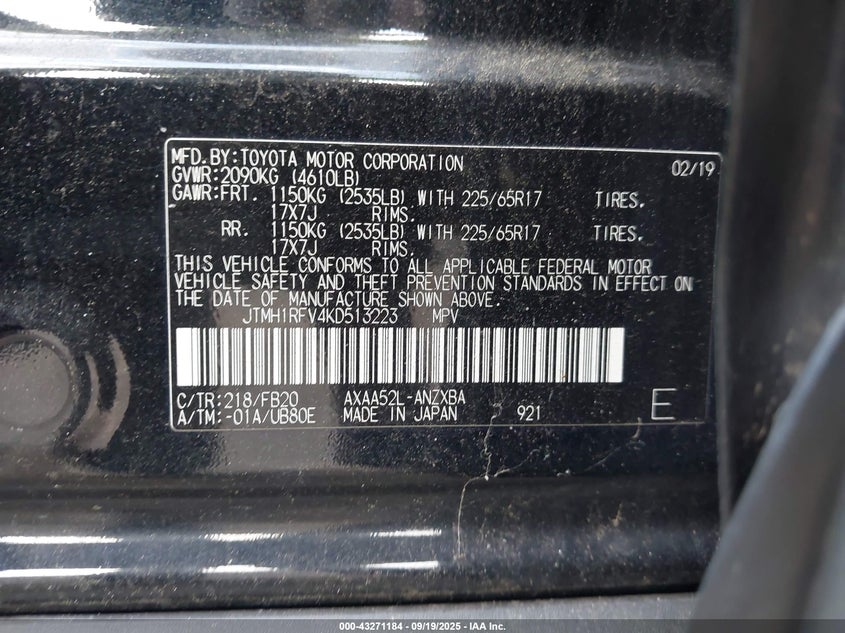 MFD.BY:TOYOTA MOTOR CORPORATION 02/19
GVWR:2090KG (4610LB)
GAWR:FRT. 1150KG (2535LB) WITH 225/65R17 TIRES.
17X7J RIMS.
RR. 1150KG (2535LB) WITH 225/65R17 TIRES.
17X7J RIMS.
THIS VEHICLE CONFORMS TO ALL APPLICABLE FEDERAL MOTOR
VEHICLE SAFETY AND THEFT PREVENTION STANDARDS IN EFFECT ON
THE DATE OF MANUFACTURE SHOWN ABOVE.
JTMH1RFV4KD513223 MPV
C/TR:218/FB20 AXAA52L-ANZXBA
A/TM:-01A/UB80E MADE IN JAPAN 921 E
000-43271184 - 09/19/2025 - IAA Inc.